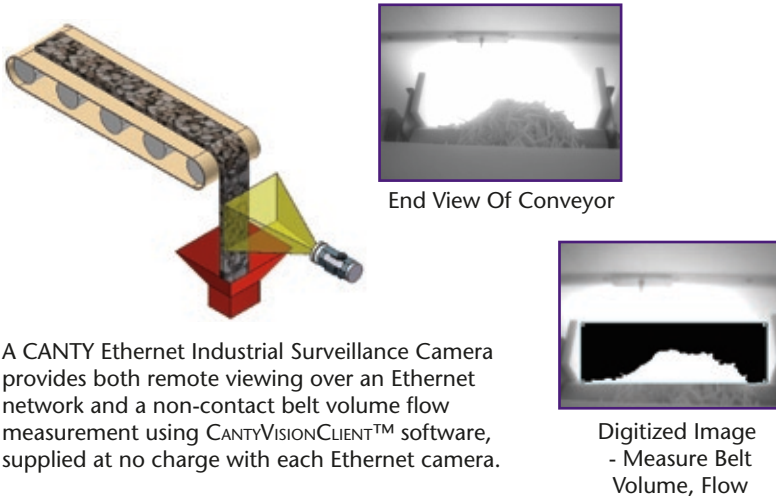 End View Of Conveyor
A CANTY Ethernet Industrial Surveillance Camera
provides both remote viewing over an Ethernet
network and a non-contact belt volume flow
measurement using CANTYVISIONCLIENT™ software,
supplied at no charge with each Ethernet camera.
Digitized Image
- Measure Belt
Volume, Flow